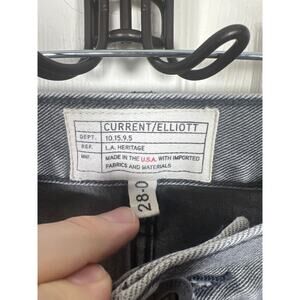 CURRENT/ELLIOTT
DEPT. 10.15.9.5
REF. L.A. HERITAGE
MAT. MADE IN THE U.S.A. WITH IMPORTED
FABRICS AND MATERIALS
28-0